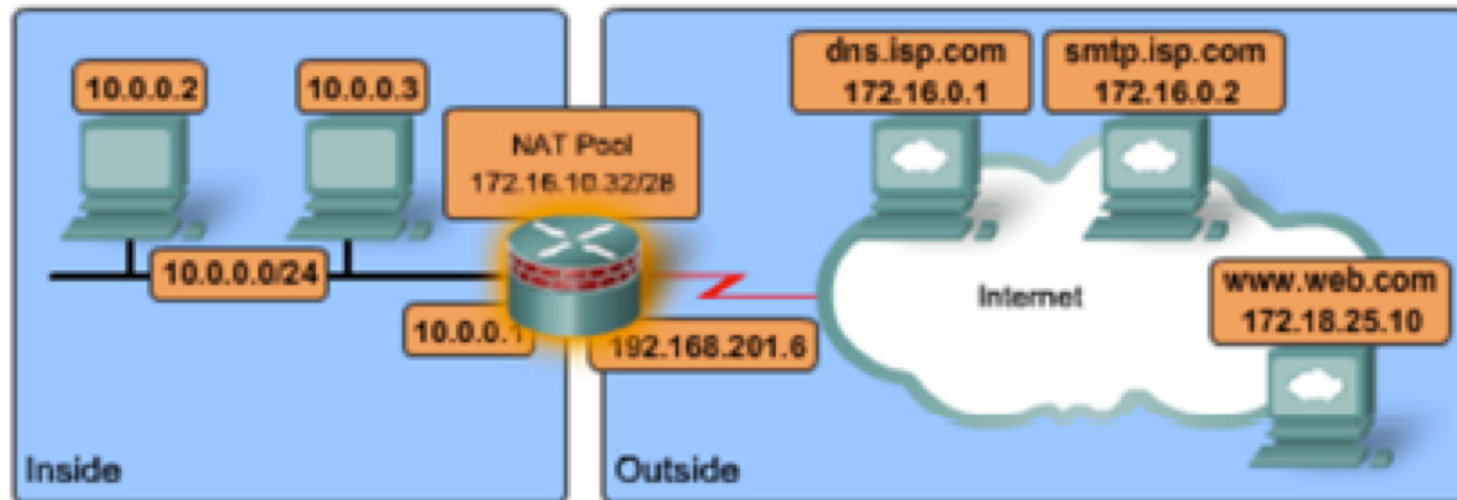 10.0.0.2
10.0.0.3
NAT Pool
172.16.10.32/28
dns.isp.com
172.16.0.1
smtp.isp.com
172.16.0.2
10.0.0.0/24
10.0.0.1
192.168.201.6
Internet
www.web.com
172.18.25.10
Inside
Outside